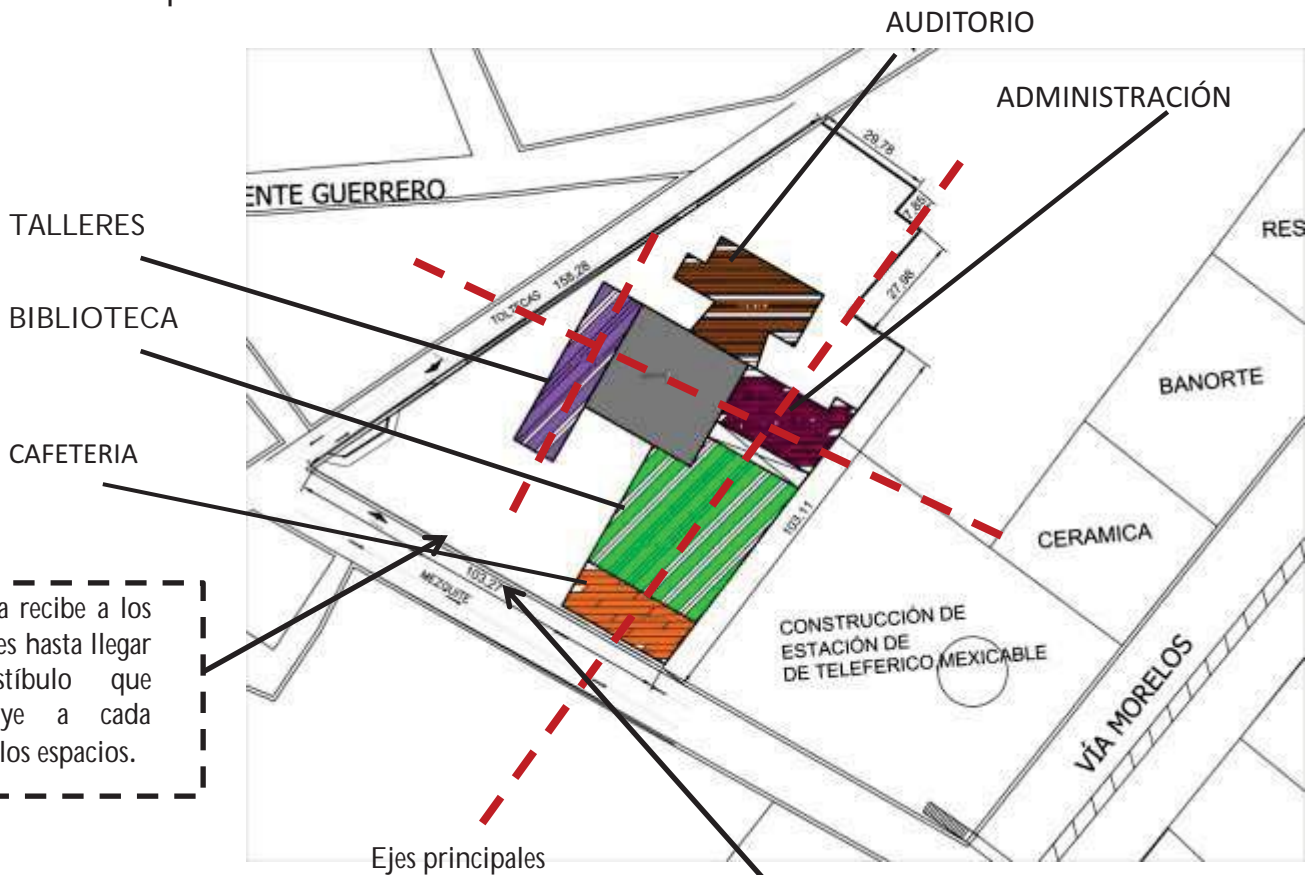 AUDITORIO
ADMINISTRACIÓN
29,78
ENTE GUERRERO
7,85
TALLERES
RES
27,98
TOLTECAS 158,28
BIBLIOTECA
BANORTE
CAFETERIA
103,11
CERAMICA
103,27
MEZQUITE
a recibe a los
es hasta llegar
stíbulo que
ye a cada
los espacios.
CONSTRUCCIÓN DE
ESTACIÓN DE
DE TELEFERICO MEXICABLE
VÍA MORELOS
Ejes principales